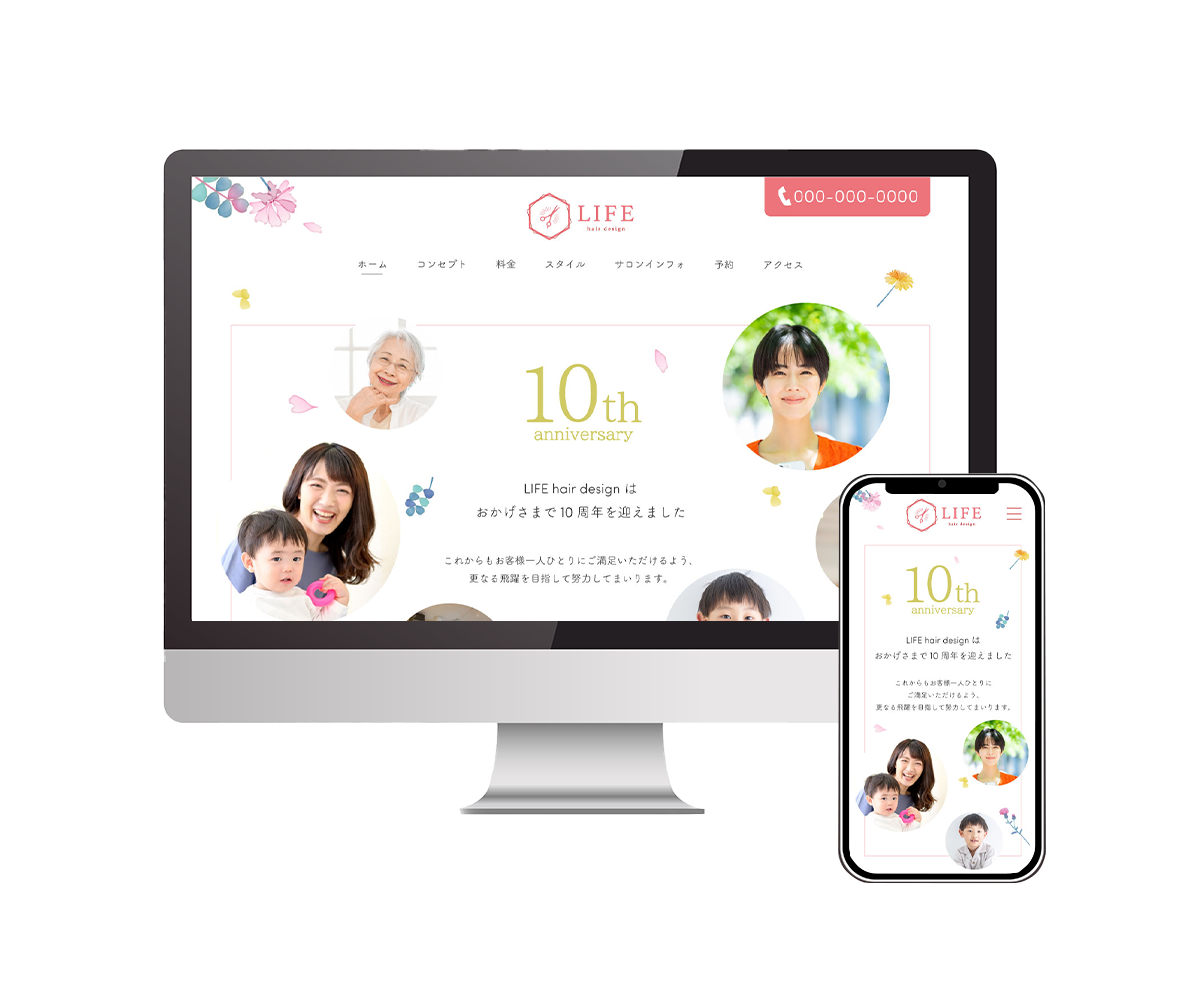 000-000-0000
LIFE
hair design
ホーム コンセプト 料金 スタイル サロンインフォ 予約 アクセス
10th
anniversary
LIFE hair design は
おかげさまで 10 周年を迎えました
これからもお客様一人ひとりにご満足いただけるよう、
更なる飛躍を目指して努力してまいります。
LIFE
hair design
10th
anniversary
LIFE hair design は
おかげさまで 10 周年を迎えました
これからもお客様一人ひとりに
ご満足いただけるよう、
更なる飛躍を目指して努力してまいります。